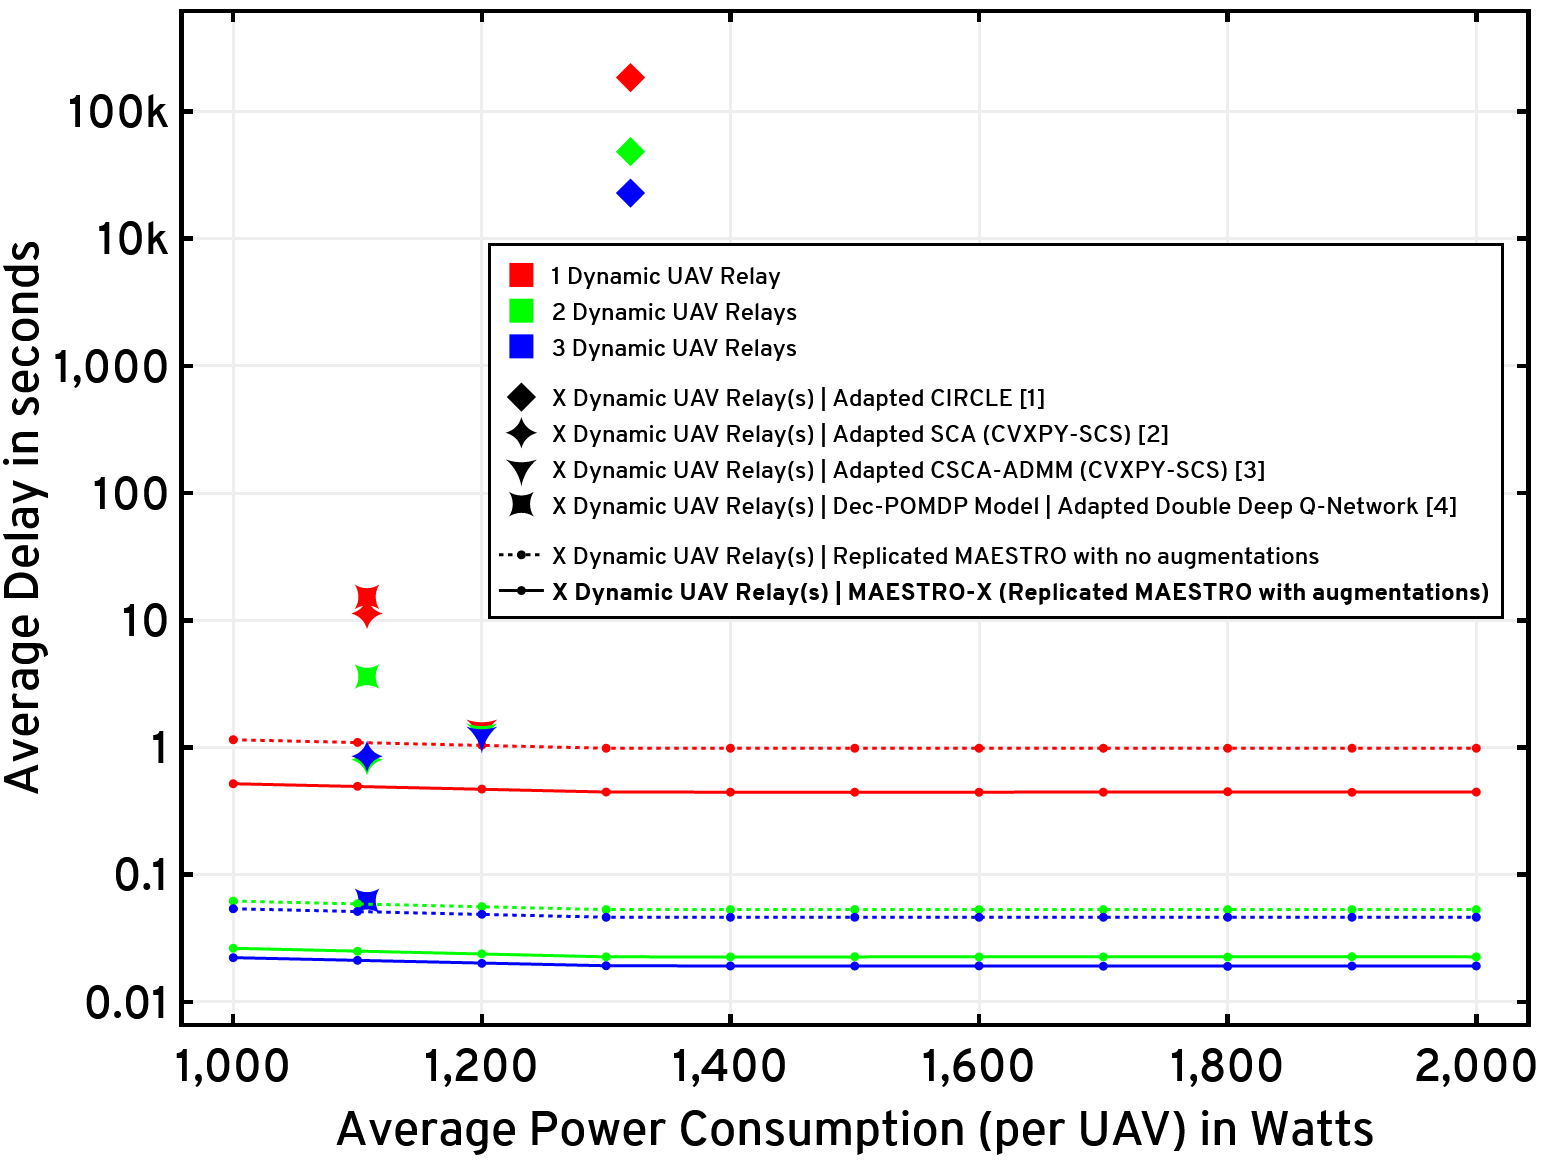 Average Delay in seconds
100k
10k
1,000
100
10
1
0.1
0.01
1 Dynamic UAV Relay
2 Dynamic UAV Relays
3 Dynamic UAV Relays
X Dynamic UAV Relay(s) | Adapted CIRCLE [1]
X Dynamic UAV Relay(s) | Adapted SCA (CVXPY-SCS) [2]
X Dynamic UAV Relay(s) | Adapted CSCA-ADMM (CVXPY-SCS) [3]
X Dynamic UAV Relay(s) | Dec-POMDP Model | Adapted Double Deep Q-Network [4]
X Dynamic UAV Relay(s) | Replicated MAESTRO with no augmentations
X Dynamic UAV Relay(s) | MAESTRO-X (Replicated MAESTRO with augmentations)
1,000 1,200 1,400 1,600 1,800 2,000
Average Power Consumption (per UAV) in Watts